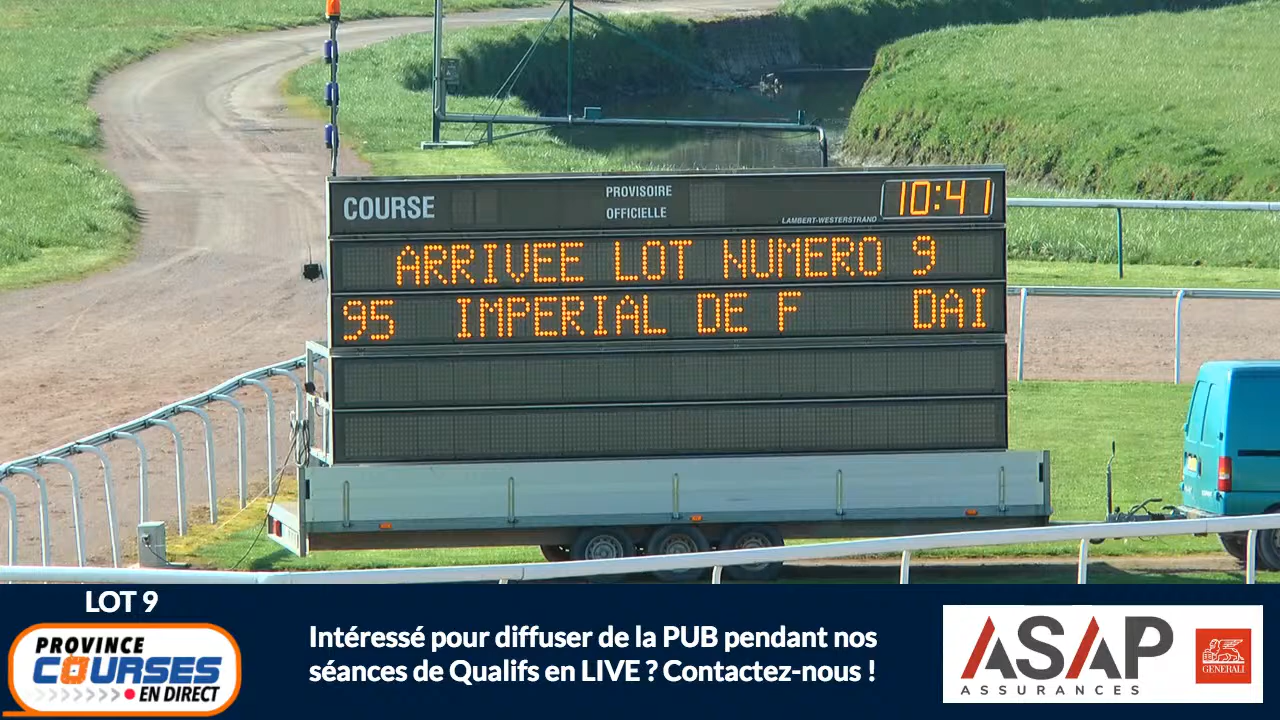 COURSE
PROVISOIRE
OFFICIELLE
LAMBERT-WESTERSTRAND
10:41
ARRIVEE LOT NUMERO 9
95 IMPERIAL DE F DAI
LOT 9
PROVINCE
COURSES
EN DIRECT
Intéressé pour diffuser de la PUB pendant nos
séances de Qualifs en LIVE ? Contactez-nous !
ASAP
ASSURANCES
GENERALI